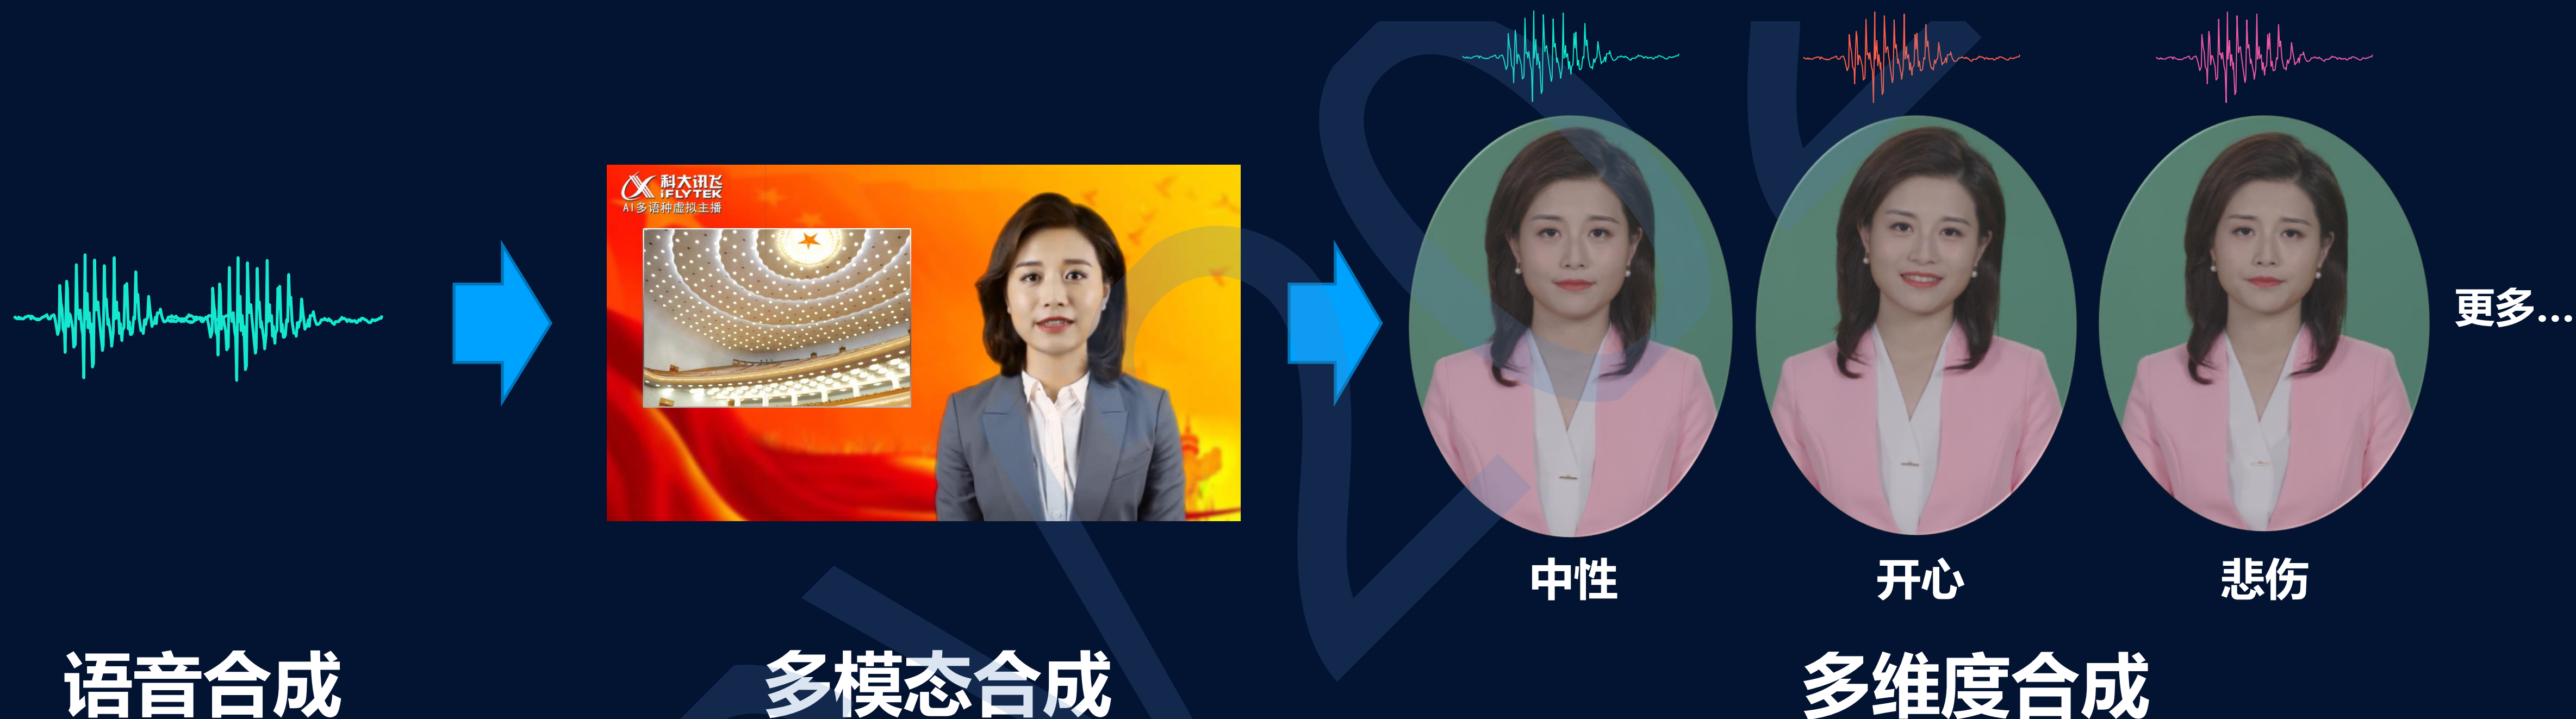 科大讯飞
iFLYTEK
AI多语种虚拟主播
更多...
中性
开心
悲伤
语音合成
多模态合成
多维度合成